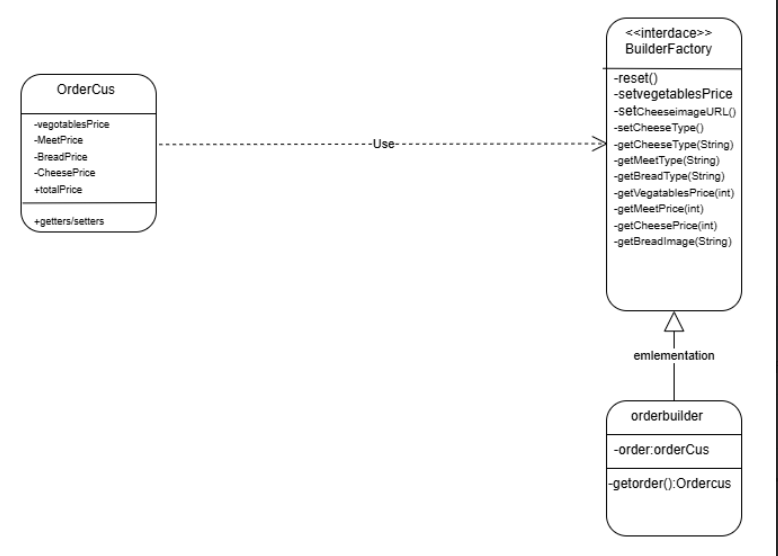 <<interdace>>
BuilderFactory
-reset()
-setvegetablesPrice
-setCheeseimageURL()
-setCheeseType()
-getCheeseType(String)
-getMeetType(String)
-getBreadType(String)
-getVegatablesPrice(int)
-getMeetPrice(int)
-getCheesePrice(int)
-getBreadImage(String)
OrderCus
-vegotablesPrice
-MeetPrice
-BreadPrice
-CheesePrice
+totalPrice
+getters/setters
Use
emlementation
orderbuilder
-order:orderCus
-getorder():Ordercus